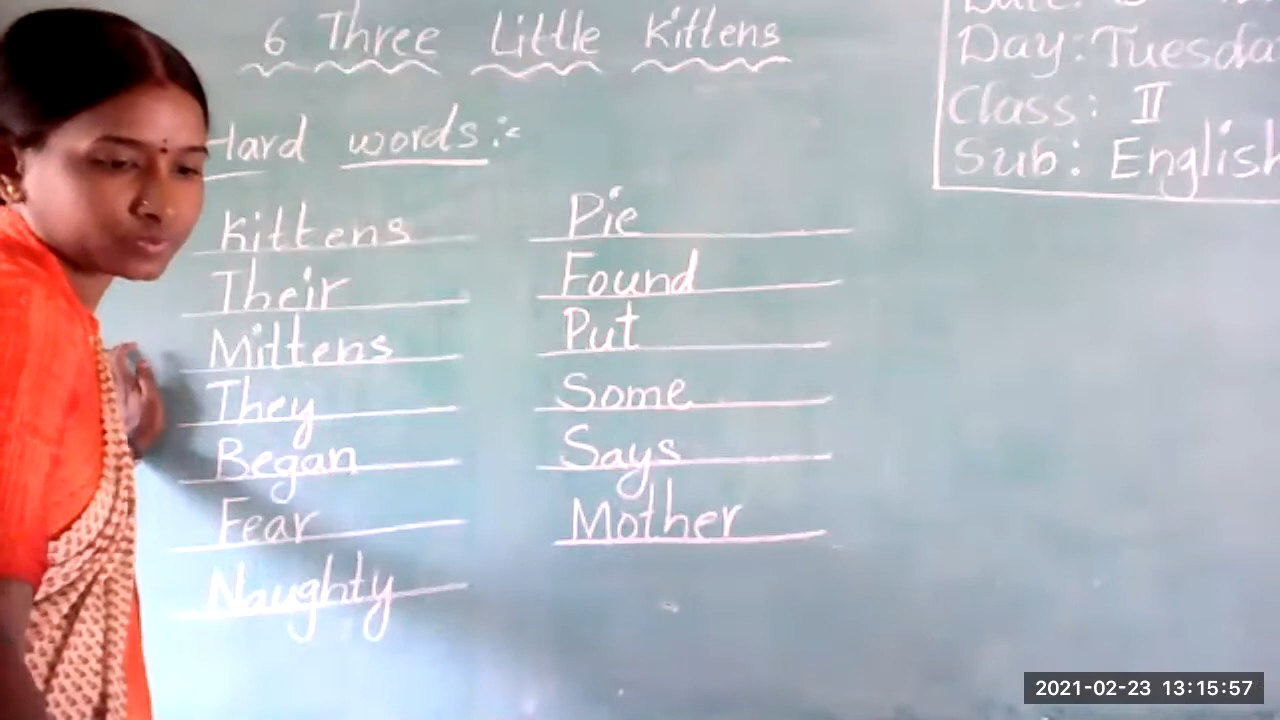 6 Three Little Kittens
Day: Tuesda
Class: II
Sub: English
Hard words:-
Kittens
Their
Mittens
They
Began
Fear
Naughty
Pie
Found
Put
Some
Says
Mother
2021-02-23 13:15:57